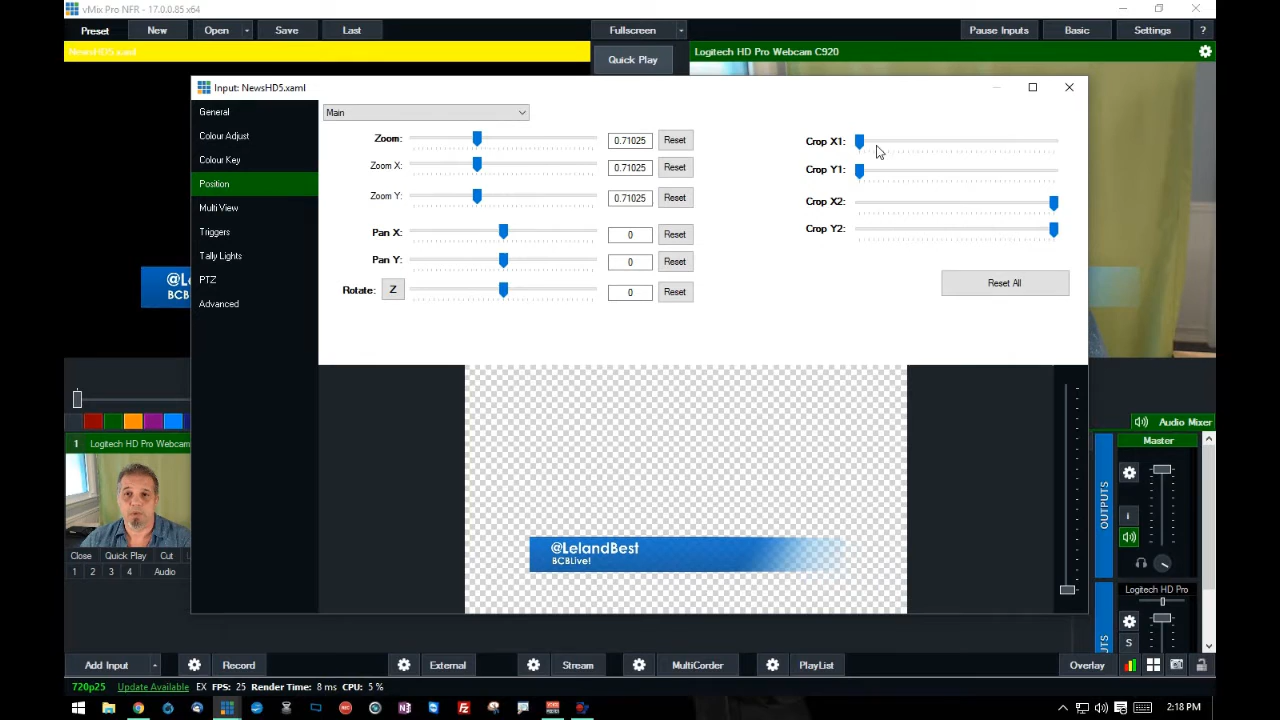 vMix Pro NFR - 17.0.0.85 x64
Preset New Open Save Last Fullscreen Pause Inputs Basic Settings ?
NewsHD5.xaml Quick Play Logitech HD Pro Webcam C920
Input: NewsHD5.xaml
General
Colour Adjust
Colour Key
Position
Multi View
Triggers
Tally Lights
PTZ
Advanced
Main
Zoom: 0.71025 Reset
Zoom X: 0.71025 Reset
Zoom Y: 0.71025 Reset
Pan X: 0 Reset
Pan Y: 0 Reset
Rotate: Z 0 Reset
Crop X1:
Crop Y1:
Crop X2:
Crop Y2:
Reset All
@Le
BCB
@LelandBest
BCBLive!
1 Logitech HD Pro Webcam
Close Quick Play Cut
1 2 3 4 Audio
Audio Mixer
Master
OUTPUTS
i
Logitech HD Pro
S
UTS
Add Input Record External Stream MultiCorder PlayList Overlay
720p25 Update Available EX FPS: 25 Render Time: 8 ms CPU: 5 %
2:18 PM